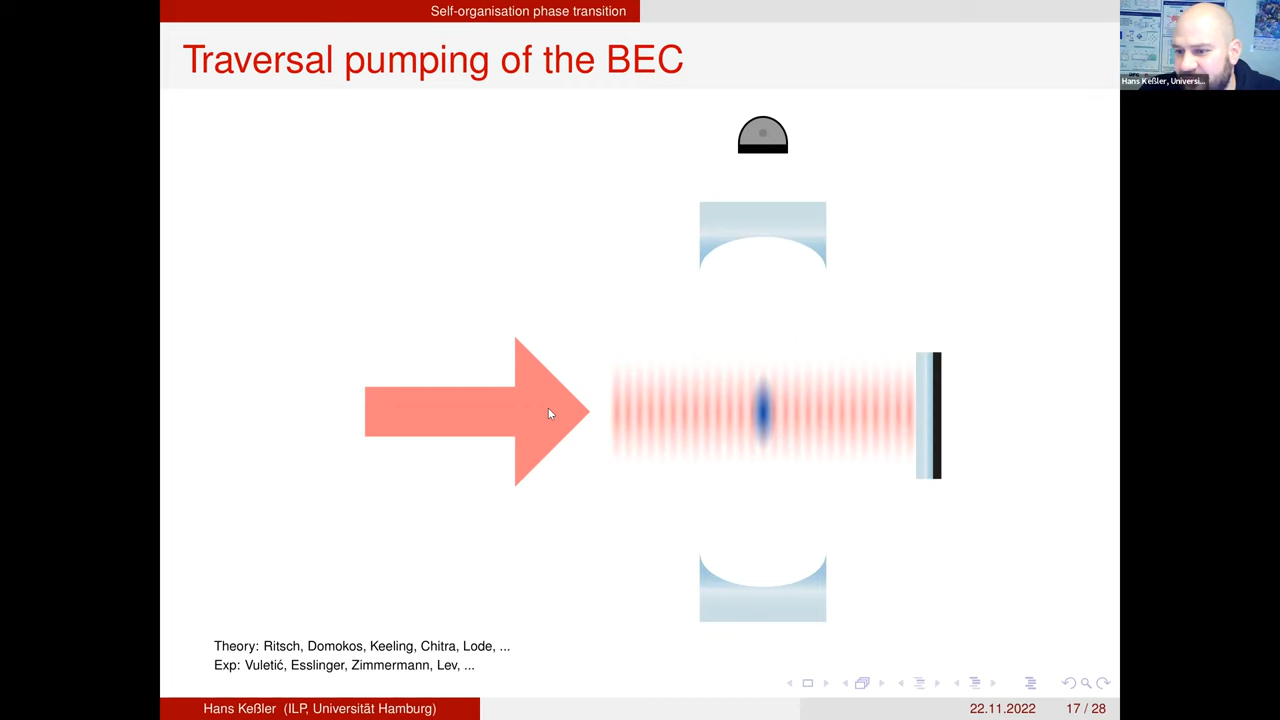 Self-organisation phase transition
Traversal pumping of the BEC
Hans Keßler, Universi...
Theory: Ritsch, Domokos, Keeling, Chitra, Lode, ...
Exp: Vuletić, Esslinger, Zimmermann, Lev, ...
Hans Keßler (ILP, Universität Hamburg)
22.11.2022
17 / 28